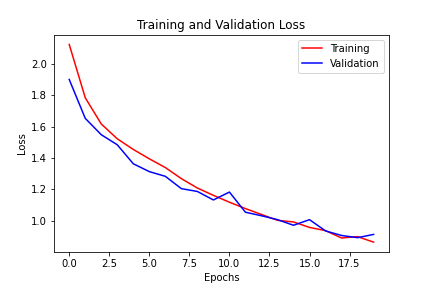 Training and Validation Loss
Training
Validation
Loss
2.0
1.8
1.6
1.4
1.2
1.0
0.0 2.5 5.0 7.5 10.0 12.5 15.0 17.5
Epochs